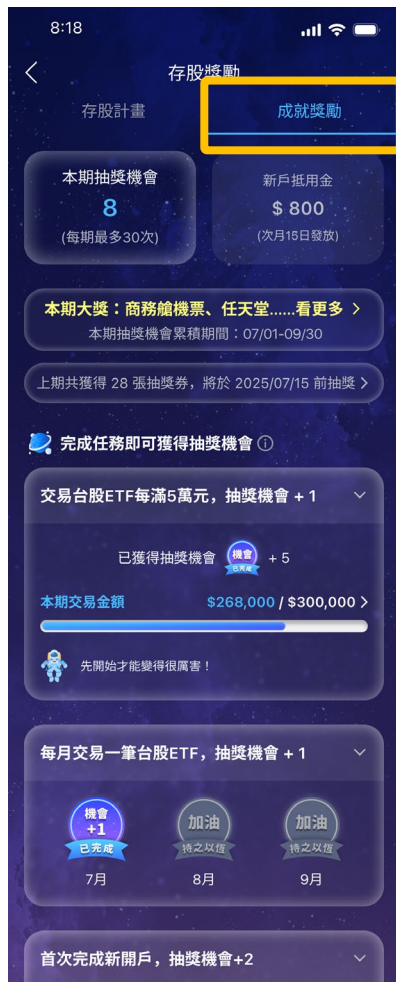 8:18
存股獎勵
存股計畫
成就獎勵
本期抽獎機會
8
(每期最多30次)
新戶抵用金
$ 800
(次月15日發放)
本期大獎：商務艙機票、任天堂......看更多 >
本期抽獎機會累積期間：07/01-09/30
上期共獲得 28 張抽獎券，將於 2025/07/15 前抽獎 >
完成任務即可獲得抽獎機會
交易台股ETF每滿5萬元，抽獎機會 + 1
已獲得抽獎機會 機會 已完成 + 5
本期交易金額 $268,000 / $300,000 >
先開始才能變得很厲害！
每月交易一筆台股ETF，抽獎機會 + 1
機會
+1
已完成
7月
加油
持之以恆
8月
加油
持之以恆
9月
首次完成新開戶，抽獎機會+2